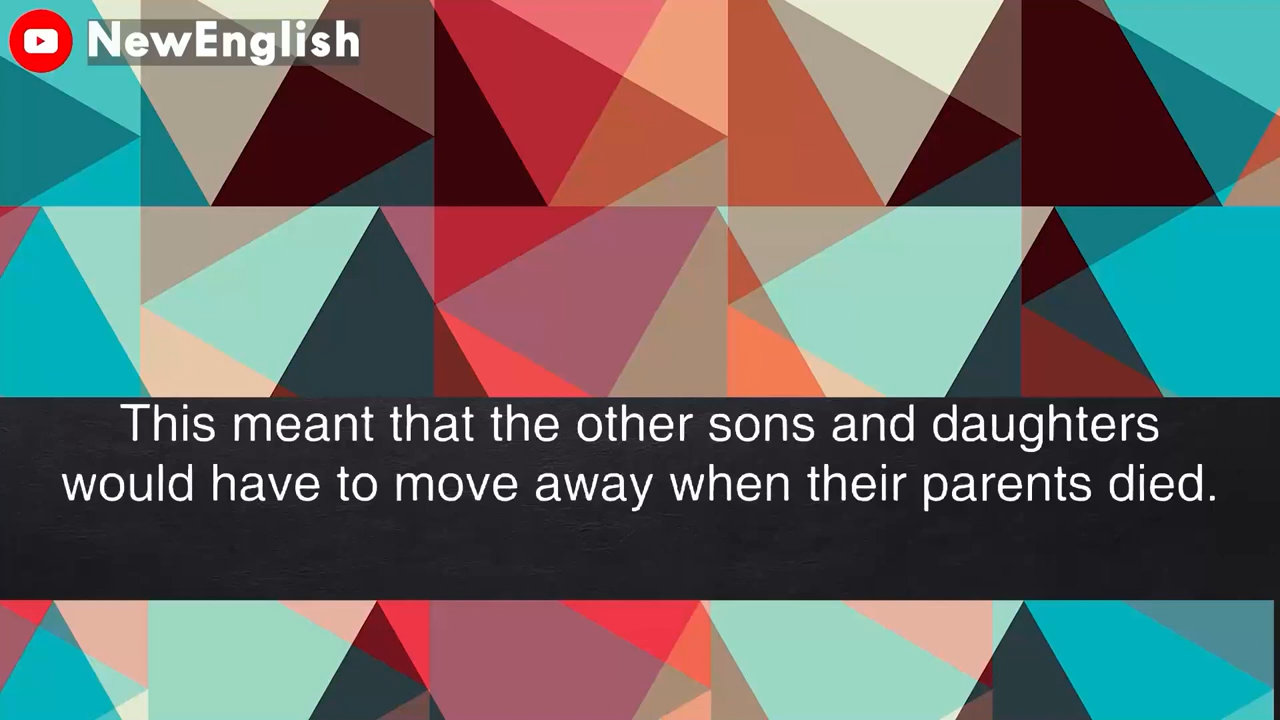 NewEnglish
This meant that the other sons and daughters
would have to move away when their parents died.